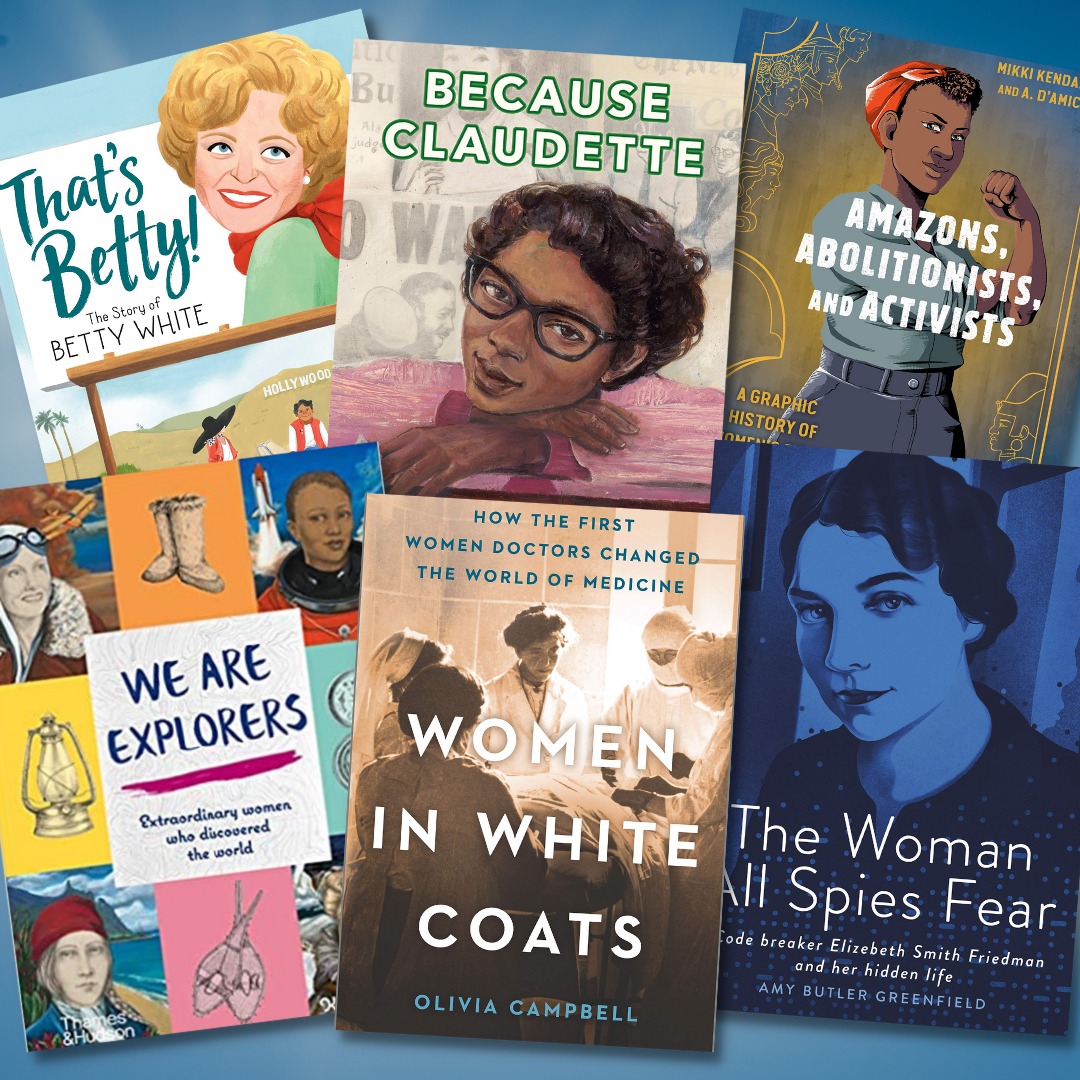 That's
Betty!
The Story of
BETTY WHITE
HOLLYWOOD
BECAUSE
CLAUDETTE
MIKKI KENDA
AND A. D'AMIC
AMAZONS,
ABOLITIONISTS,
AND ACTIVISTS
A GRAPHIC
HISTORY OF
WE ARE
EXPLORERS
Extraordinary women
who discovered
the world
Thames
&Hudson
HOW THE FIRST
WOMEN DOCTORS CHANGED
THE WORLD OF MEDICINE
WOMEN
IN WHITE
COATS
OLIVIA CAMPBELL
The Woman
All Spies Fear
Code breaker Elizebeth Smith Friedman
and her hidden life
AMY BUTLER GREENFIELD